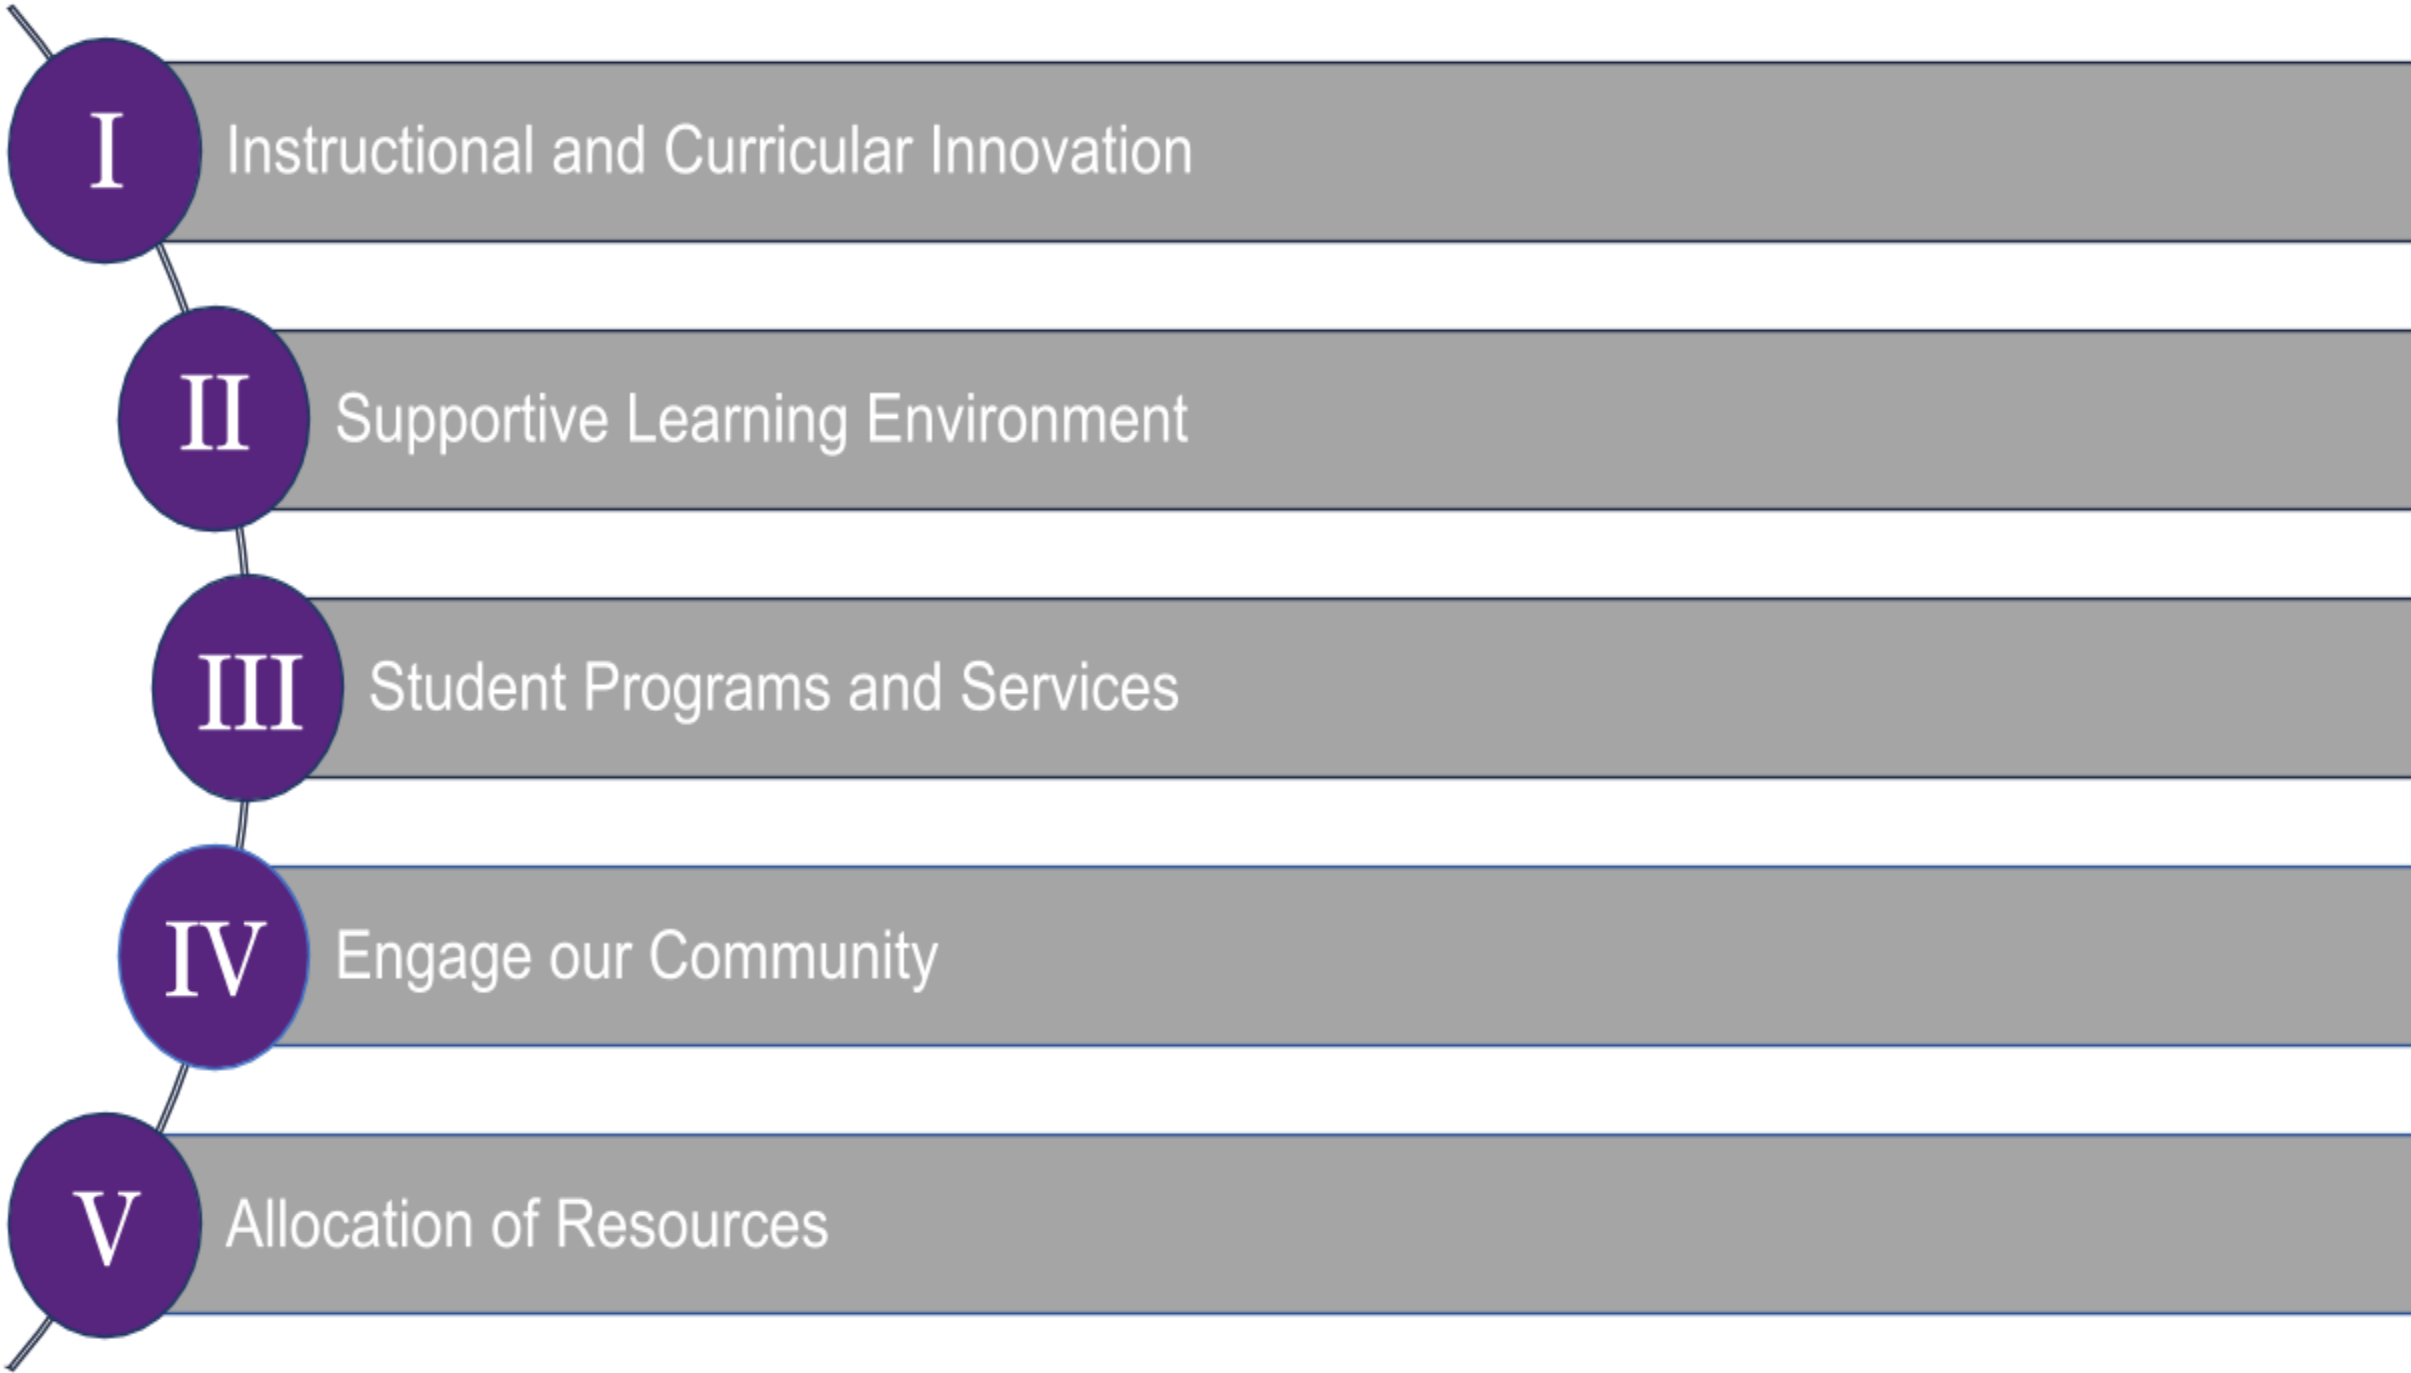 I
Instructional and Curricular Innovation
II
Supportive Learning Environment
III
Student Programs and Services
IV
Engage our Community
V
Allocation of Resources